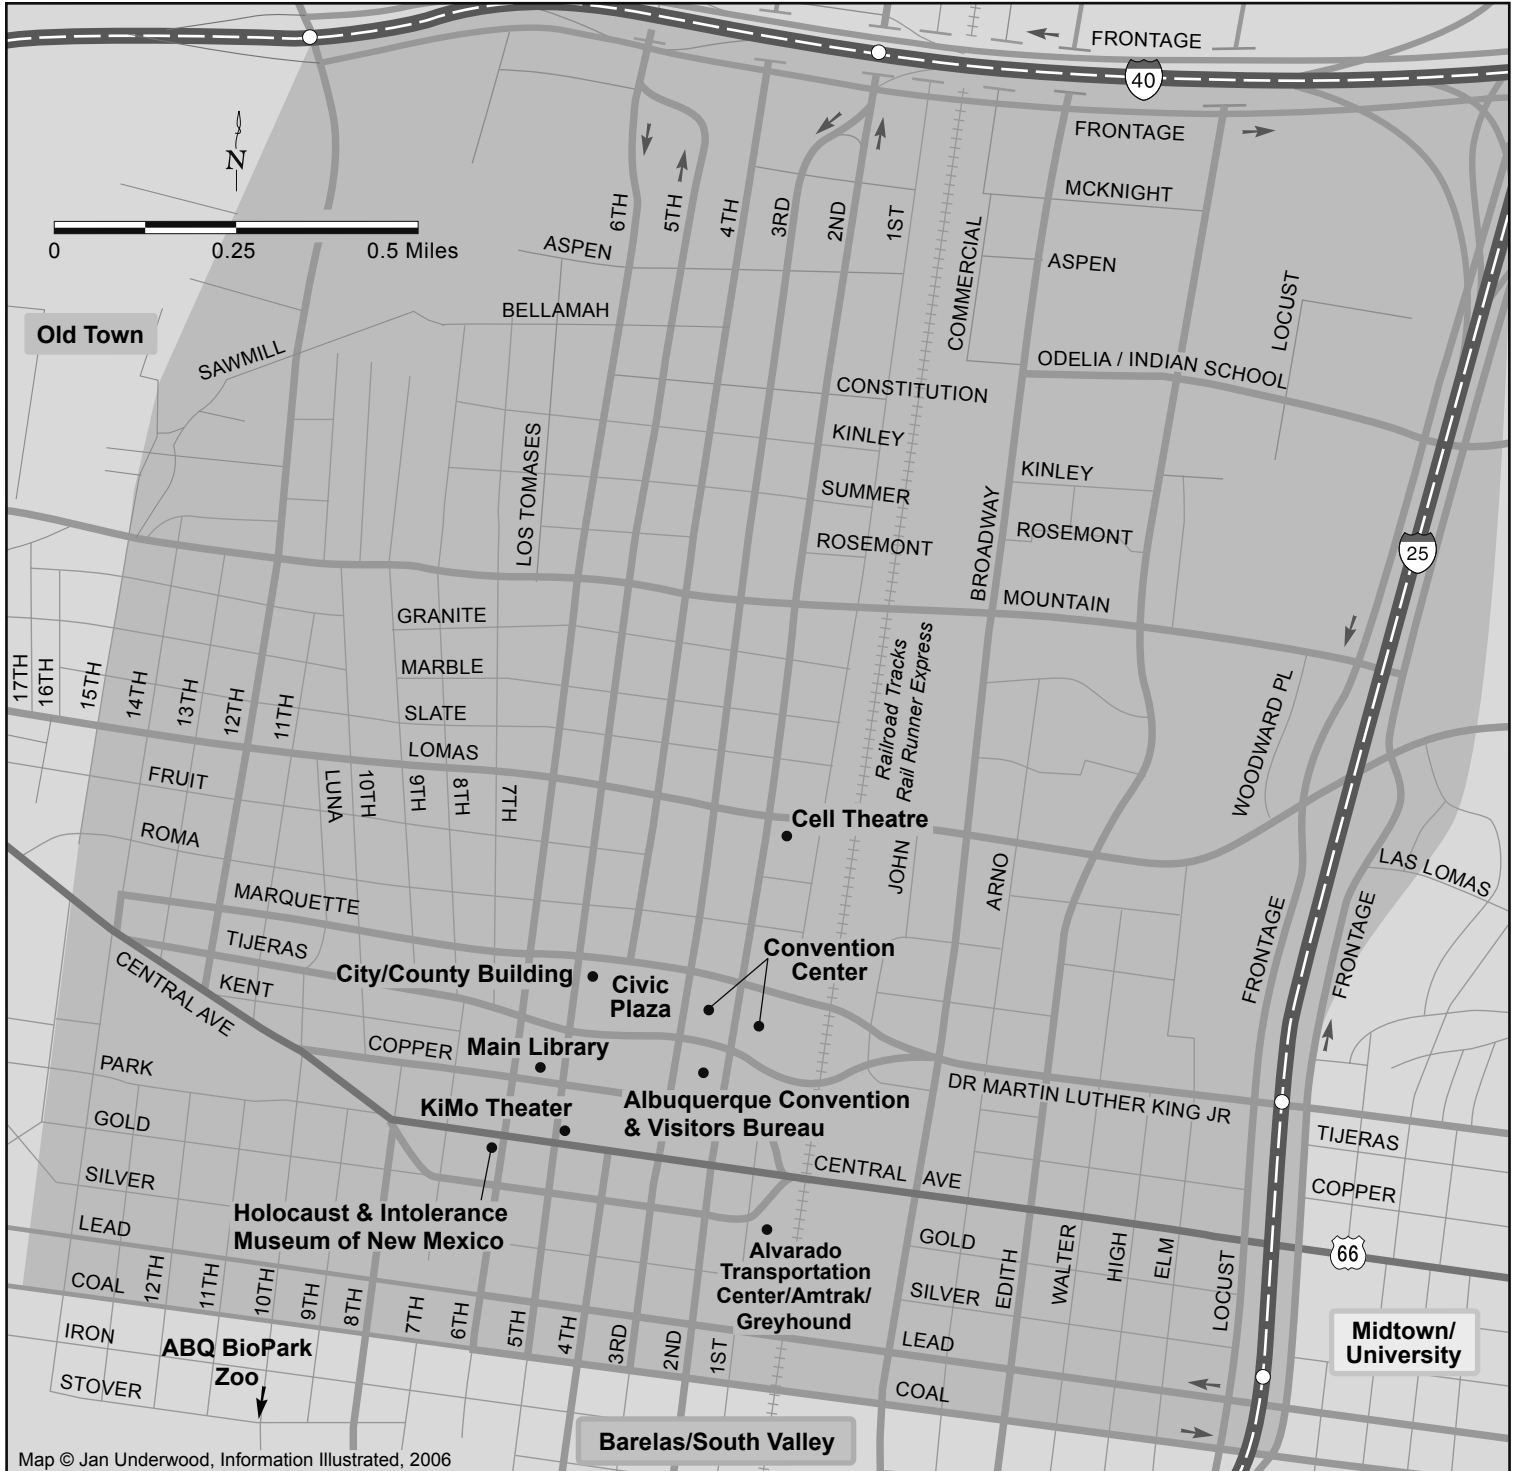 FRONTAGE
40
FRONTAGE
N
0 0.25 0.5 Miles
6TH
5TH
4TH
3RD
2ND
1ST
COMMERCIAL
MCKNIGHT
ASPEN
ASPEN
LOCUST
BELLAMAH
Old Town
SAWMILL
ODELIA / INDIAN SCHOOL
CONSTITUTION
KINLEY
KINLEY
LOS TOMASES
SUMMER
BROADWAY
ROSEMONT
ROSEMONT
25
MOUNTAIN
GRANITE
MARBLE
SLATE
LOMAS
17TH
16TH
15TH
14TH
13TH
12TH
11TH
Railroad Tracks
Rail Runner Express
WOODWARD PL
FRUIT
LUNA
10TH
9TH
8TH
7TH
ROMA
Cell Theatre
JOHN
ARNO
LAS LOMAS
MARQUETTE
TIJERAS
KENT
CENTRAL AVE
City/County Building
Civic
Plaza
Convention
Center
FRONTAGE
FRONTAGE
COPPER
Main Library
PARK
KiMo Theater
Albuquerque Convention
& Visitors Bureau
DR MARTIN LUTHER KING JR
GOLD
TIJERAS
CENTRAL AVE
COPPER
SILVER
Holocaust & Intolerance
Museum of New Mexico
LEAD
Alvarado
Transportation
Center/Amtrak/
Greyhound
GOLD
EDITH
WALTER
HIGH
ELM
LOCUST
66
COAL
12TH
11TH
10TH
9TH
8TH
7TH
6TH
5TH
4TH
3RD
2ND
1ST
SILVER
IRON
ABQ BioPark
Zoo
LEAD
Midtown/
University
STOVER
COAL
Barelas/South Valley
Map © Jan Underwood, Information Illustrated, 2006